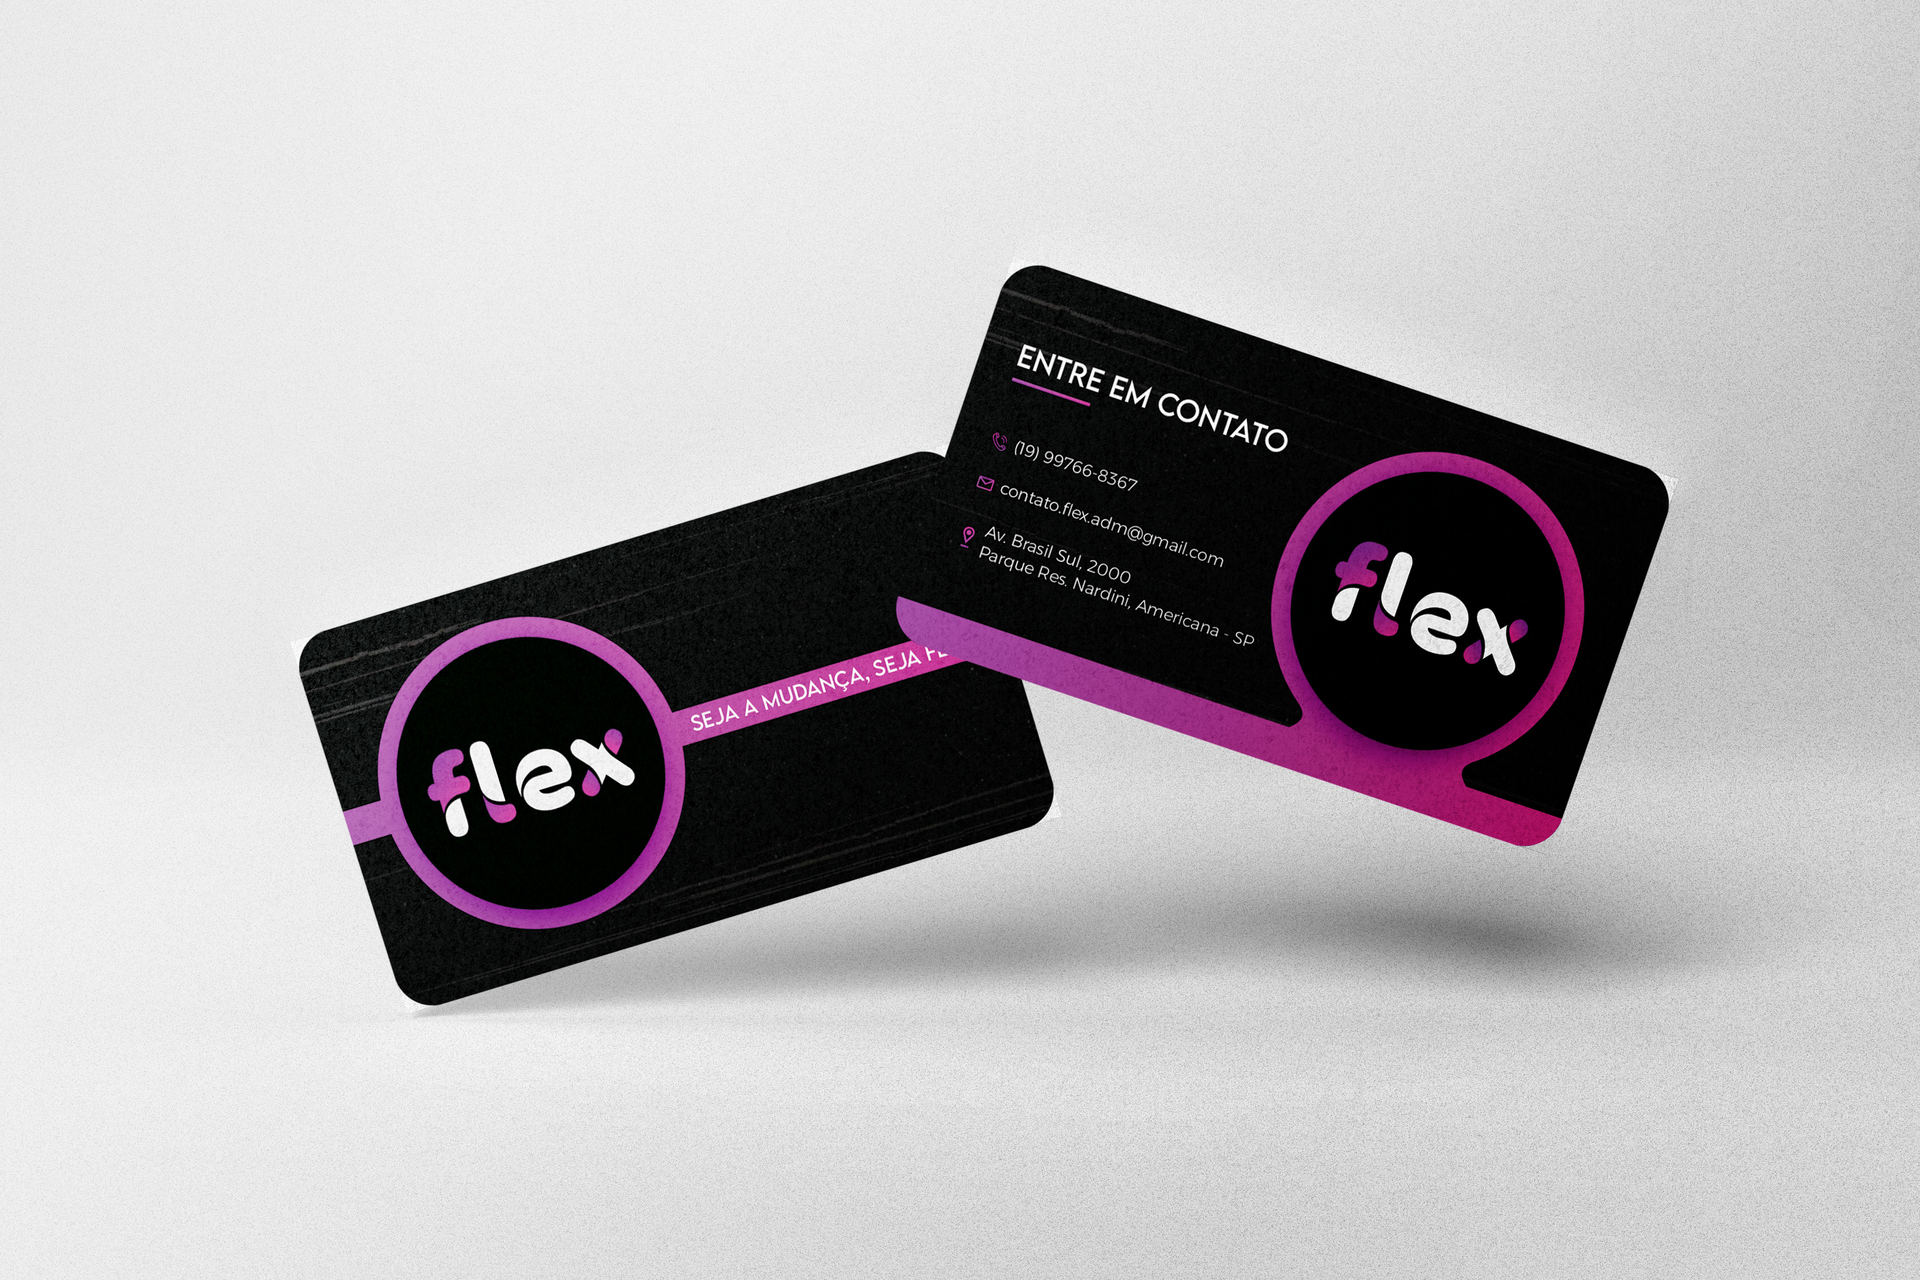 flex
SEJA A MUDANÇA, SEJA
ENTRE EM CONTATO
(19) 99766-8367
contato.flex.adm@gmail.com
Av. Brasil Sul, 2000
Parque Res. Nardini, Americana - SP
flex